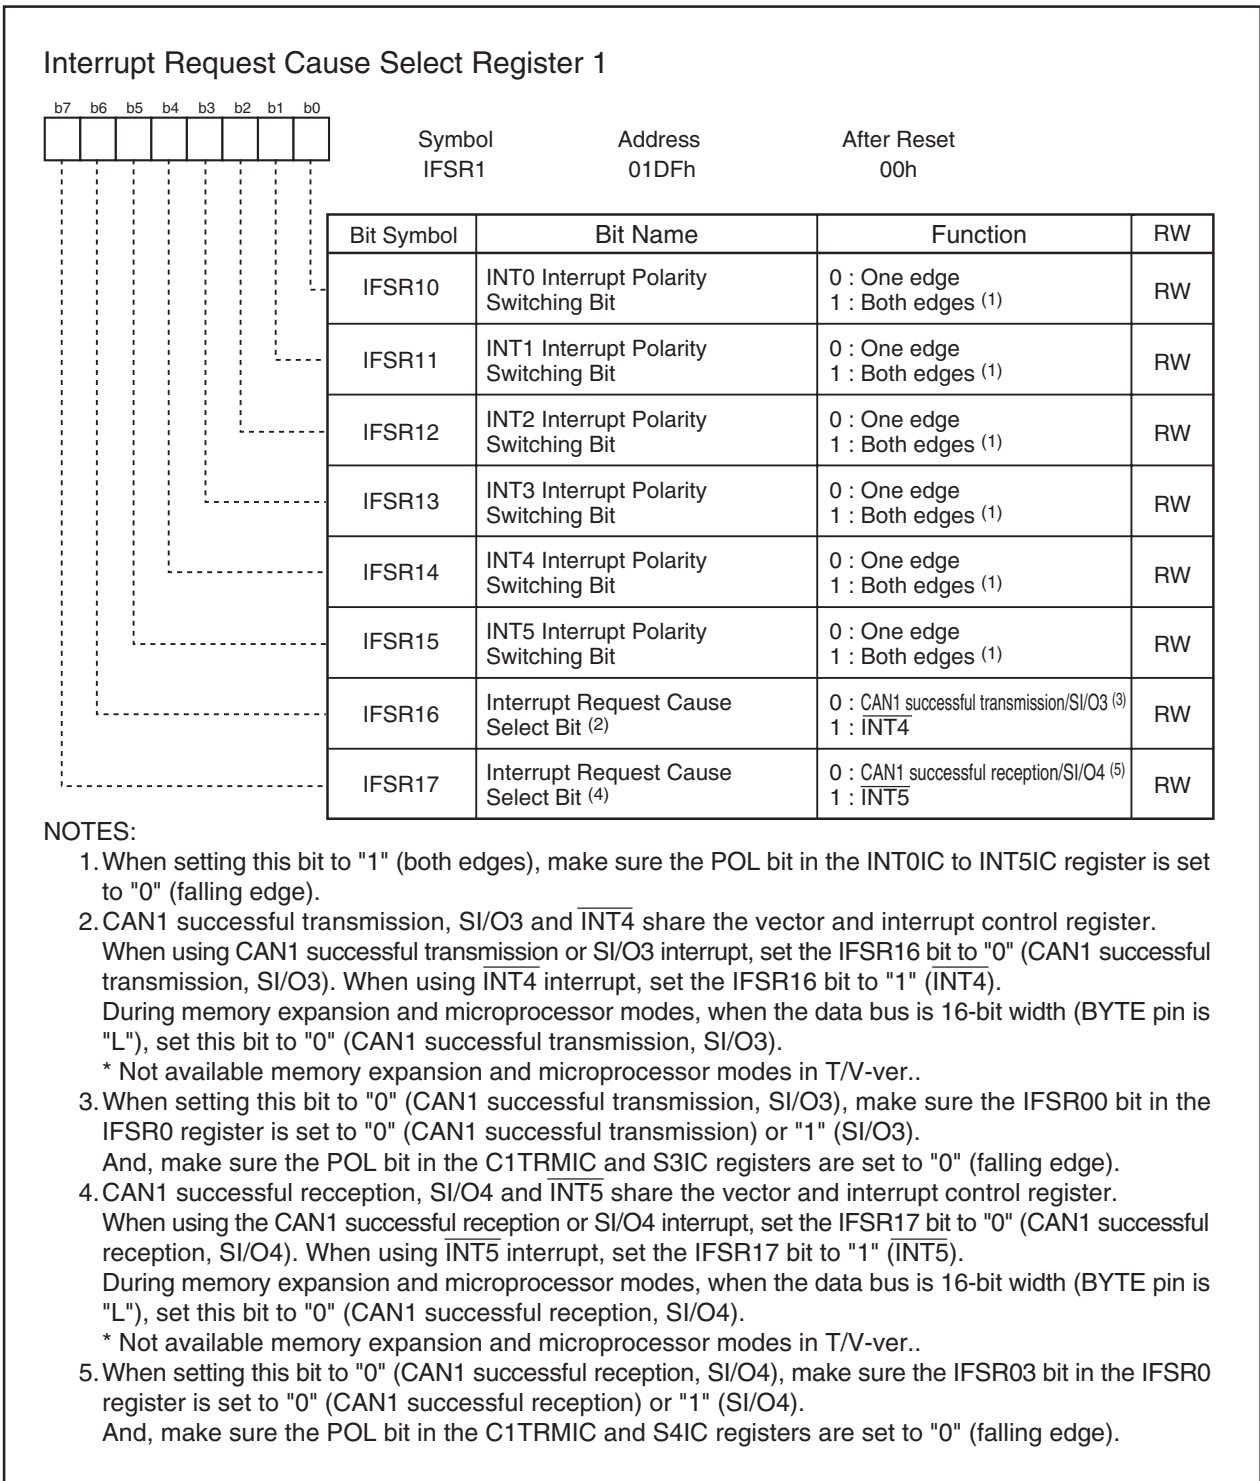 Interrupt Request Cause Select Register 1
b7 b6 b5 b4 b3 b2 b1 b0
Symbol Address After Reset
IFSR1 01DFh 00h
Bit Symbol Bit Name Function RW
IFSR10 INT0 Interrupt Polarity Switching Bit 0 : One edge 1 : Both edges (1) RW
IFSR11 INT1 Interrupt Polarity Switching Bit 0 : One edge 1 : Both edges (1) RW
IFSR12 INT2 Interrupt Polarity Switching Bit 0 : One edge 1 : Both edges (1) RW
IFSR13 INT3 Interrupt Polarity Switching Bit 0 : One edge 1 : Both edges (1) RW
IFSR14 INT4 Interrupt Polarity Switching Bit 0 : One edge 1 : Both edges (1) RW
IFSR15 INT5 Interrupt Polarity Switching Bit 0 : One edge 1 : Both edges (1) RW
IFSR16 Interrupt Request Cause Select Bit (2) 0 : CAN1 successful transmission/SI/O3 (3) 1 : INT4 RW
IFSR17 Interrupt Request Cause Select Bit (4) 0 : CAN1 successful reception/SI/O4 (5) 1 : INT5 RW
NOTES:
1. When setting this bit to "1" (both edges), make sure the POL bit in the INT0IC to INT5IC register is set
to "0" (falling edge).
2. CAN1 successful transmission, SI/O3 and INT4 share the vector and interrupt control register.
When using CAN1 successful transmission or SI/O3 interrupt, set the IFSR16 bit to "0" (CAN1 successful
transmission, SI/O3). When using INT4 interrupt, set the IFSR16 bit to "1" (INT4).
During memory expansion and microprocessor modes, when the data bus is 16-bit width (BYTE pin is
"L"), set this bit to "0" (CAN1 successful transmission, SI/O3).
* Not available memory expansion and microprocessor modes in T/V-ver..
3. When setting this bit to "0" (CAN1 successful transmission, SI/O3), make sure the IFSR00 bit in the
IFSR0 register is set to "0" (CAN1 successful transmission) or "1" (SI/O3).
And, make sure the POL bit in the C1TRMIC and S3IC registers are set to "0" (falling edge).
4. CAN1 successful recception, SI/O4 and INT5 share the vector and interrupt control register.
When using the CAN1 successful reception or SI/O4 interrupt, set the IFSR17 bit to "0" (CAN1 successful
reception, SI/O4). When using INT5 interrupt, set the IFSR17 bit to "1" (INT5).
During memory expansion and microprocessor modes, when the data bus is 16-bit width (BYTE pin is
"L"), set this bit to "0" (CAN1 successful reception, SI/O4).
* Not available memory expansion and microprocessor modes in T/V-ver..
5. When setting this bit to "0" (CAN1 successful reception, SI/O4), make sure the IFSR03 bit in the IFSR0
register is set to "0" (CAN1 successful reception) or "1" (SI/O4).
And, make sure the POL bit in the C1TRMIC and S4IC registers are set to "0" (falling edge).